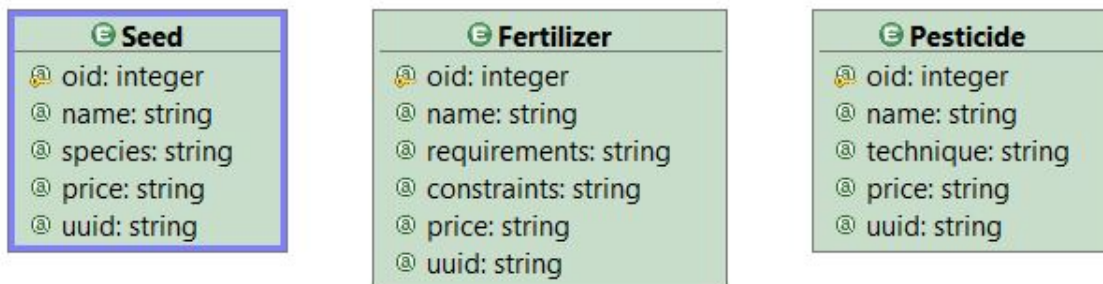 Seed
oid: integer
name: string
species: string
price: string
uuid: string
Fertilizer
oid: integer
name: string
requirements: string
constraints: string
price: string
uuid: string
Pesticide
oid: integer
name: string
technique: string
price: string
uuid: string